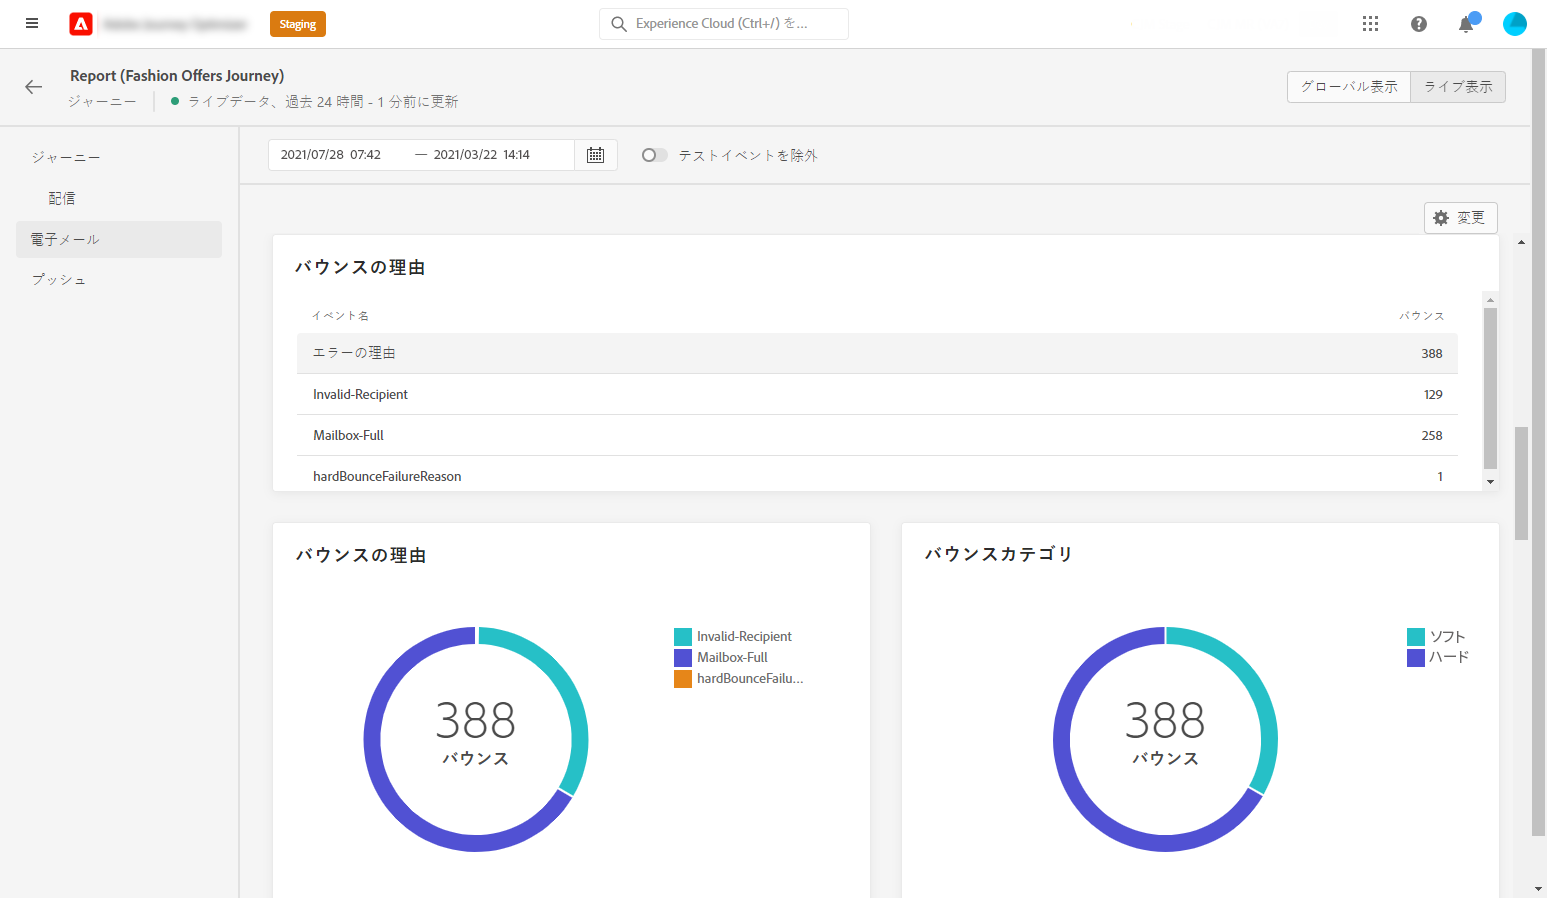 Staging
Experience Cloud (Ctrl+/) を...
Report (Fashion Offers Journey)
ジャーニー
ライブデータ、過去 24 時間 - 1 分前に更新
グローバル表示
ライブ表示
ジャーニー
配信
電子メール
プッシュ
2021/07/28 07:42 — 2021/03/22 14:14
テストイベントを除外
変更
バウンスの理由
イベント名 バウンス
エラーの理由 388
Invalid-Recipient 129
Mailbox-Full 258
hardBounceFailureReason 1
バウンスの理由
388
バウンス
Invalid-Recipient
Mailbox-Full
hardBounceFailu...
バウンスカテゴリ
388
バウンス
ソフト
ハード